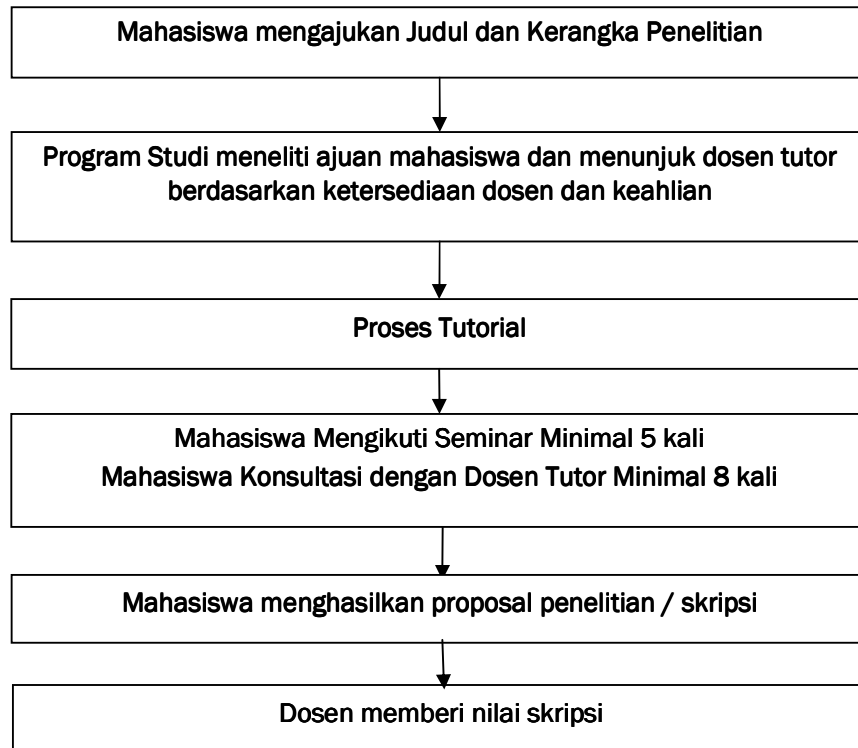 Mahasiswa mengajukan Judul dan Kerangka Penelitian
Program Studi meneliti ajuan mahasiswa dan menunjuk dosen tutor
berdasarkan ketersediaan dosen dan keahlian
Proses Tutorial
Mahasiswa Mengikuti Seminar Minimal 5 kali
Mahasiswa Konsultasi dengan Dosen Tutor Minimal 8 kali
Mahasiswa menghasilkan proposal penelitian / skripsi
Dosen memberi nilai skripsi